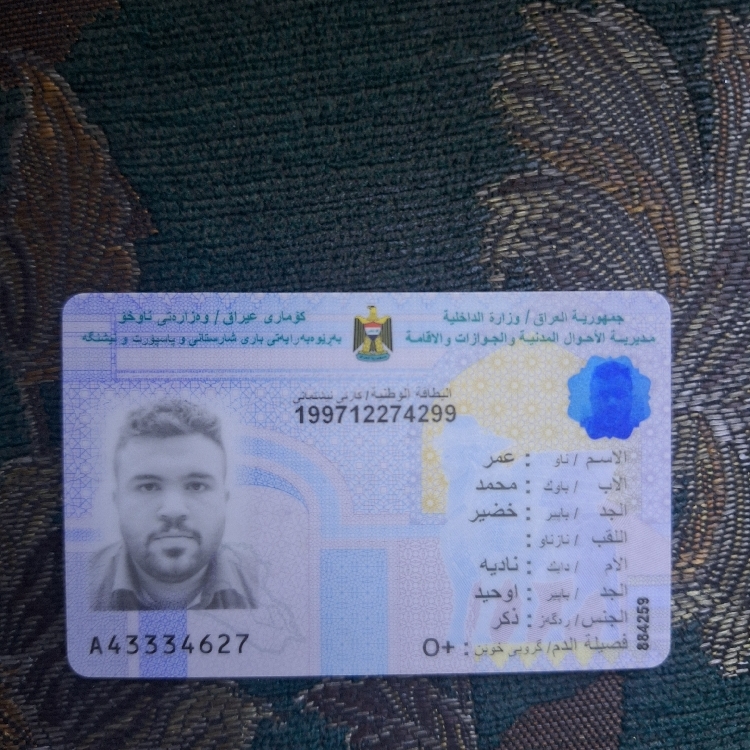 جمهورية العراق / وزارة الداخلية
كۆماری عیراق / وەزارەتی ناوخۆ
مديرية الأحوال المدنية والجوازات والاقامة
بەڕێوەبەرایەتی باری شارستانی و پاسپۆرت و نیشتگە
البطاقة الوطنية / کارتی نیشتمانی
199712274299
الاسم / ناو : عمر
الأب / باوك : محمد
الجد / باپیر : خضير
اللقب / نازناو :
الأم / دايك : ناديه
الجد / باپیر : اوحيد
الجنس / رەگەز : ذكر
فصيلة الدم / گروپی خوێن : O+
884259
A43334627